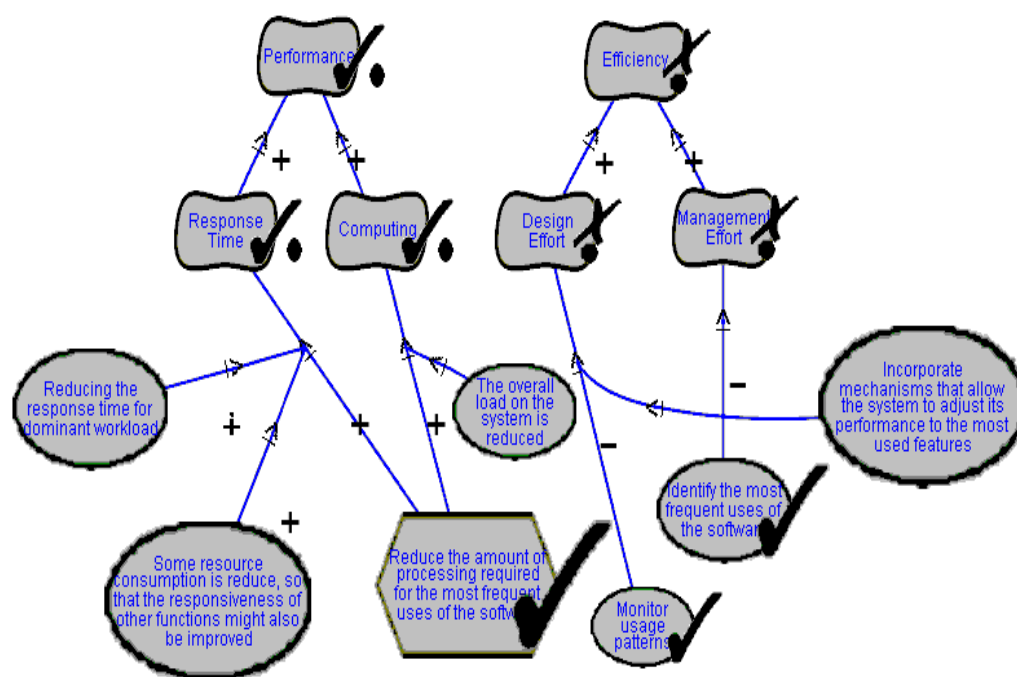 Performance
Efficiency
+
+
+
+
Response
Time
Computing
Design
Effort
Management
Effort
Reducing the
response time for
dominant workload
The overall
load on the
system is
reduced
Incorporate
mechanisms that allow
the system to adjust its
performance to the most
used features
+
+
+
-
-
Identify the most
frequent uses of
the software
+
Some resource
consumption is reduce, so
that the responsiveness of
other functions might also
be improved
Reduce the amount of
processing required
for the most frequent
uses of the software
Monitor
usage
patterns